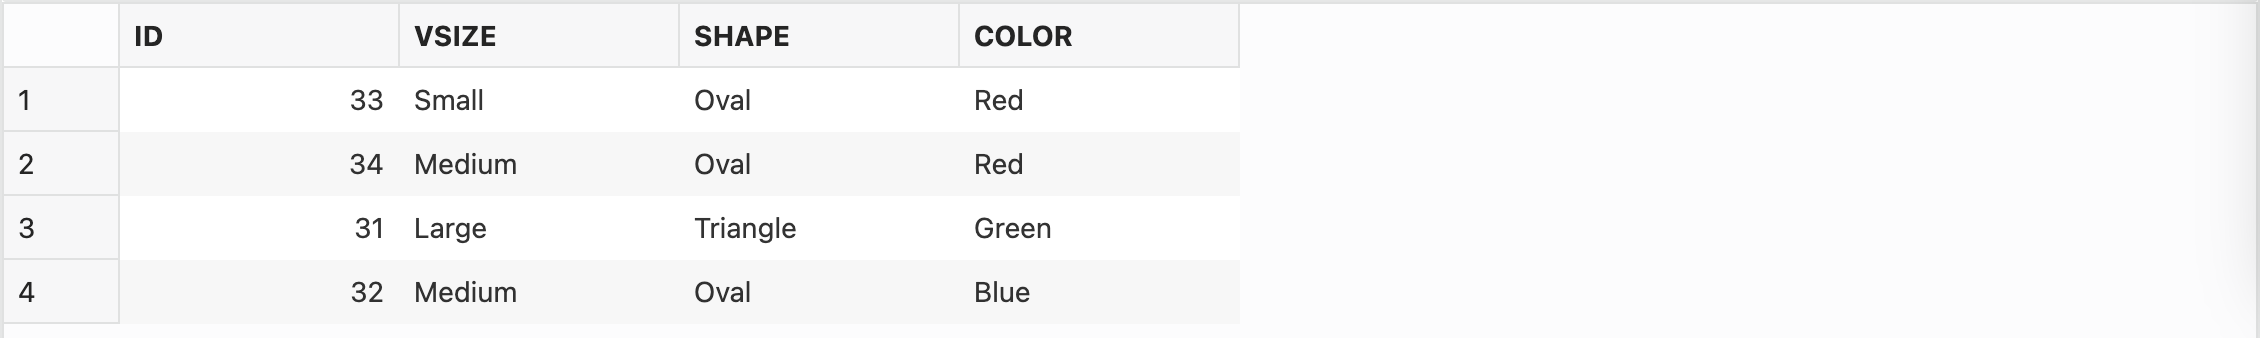 ID VSIZE SHAPE COLOR
1 33 Small Oval Red
2 34 Medium Oval Red
3 31 Large Triangle Green
4 32 Medium Oval Blue